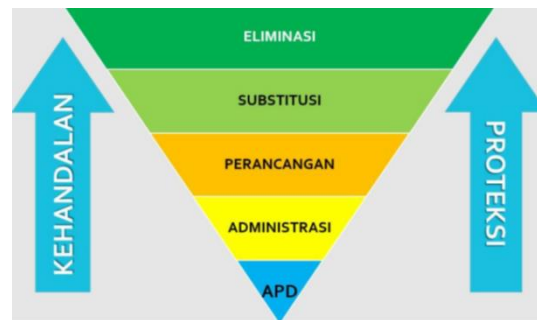 ELIMINASI
SUBSTITUSI
PERANCANGAN
ADMINISTRASI
APD
KEHANDALAN
PROTEKSI